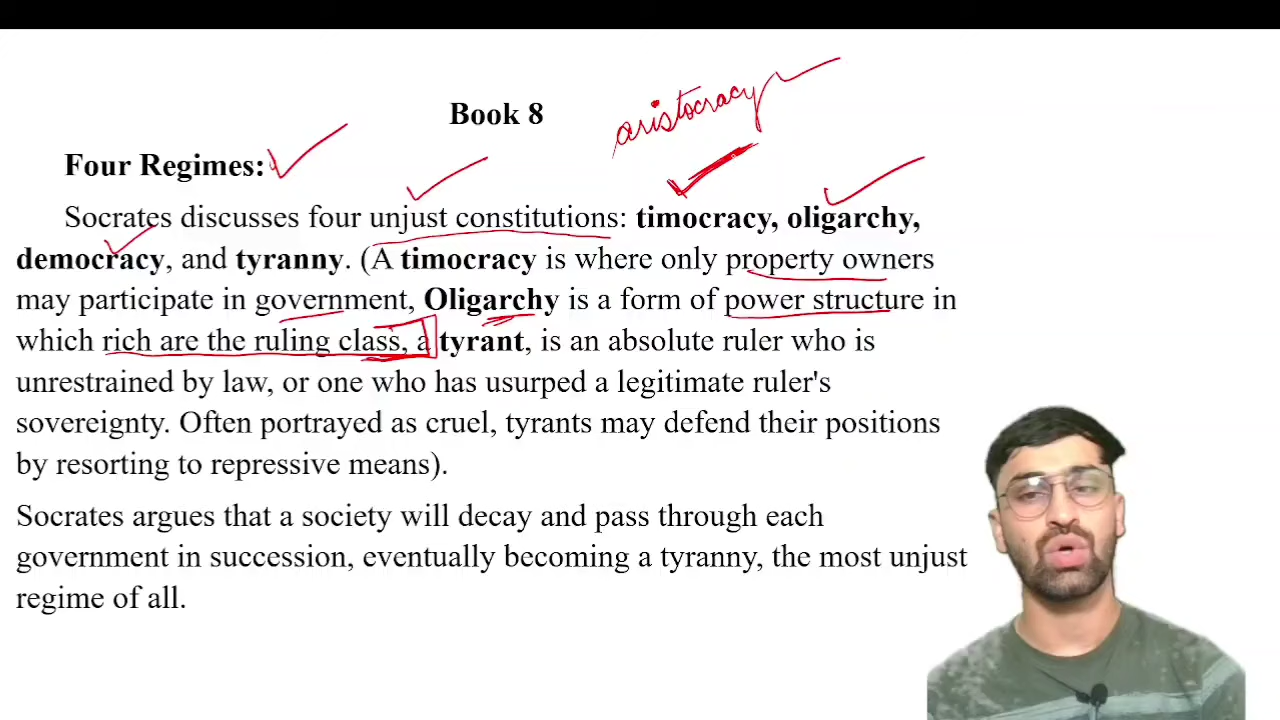 aristocracy
Book 8
Four Regimes:
Socrates discusses four unjust constitutions: timocracy, oligarchy,
democracy, and tyranny. (A timocracy is where only property owners
may participate in government, Oligarchy is a form of power structure in
which rich are the ruling class, a tyrant, is an absolute ruler who is
unrestrained by law, or one who has usurped a legitimate ruler's
sovereignty. Often portrayed as cruel, tyrants may defend their positions
by resorting to repressive means).
Socrates argues that a society will decay and pass through each
government in succession, eventually becoming a tyranny, the most unjust
regime of all.